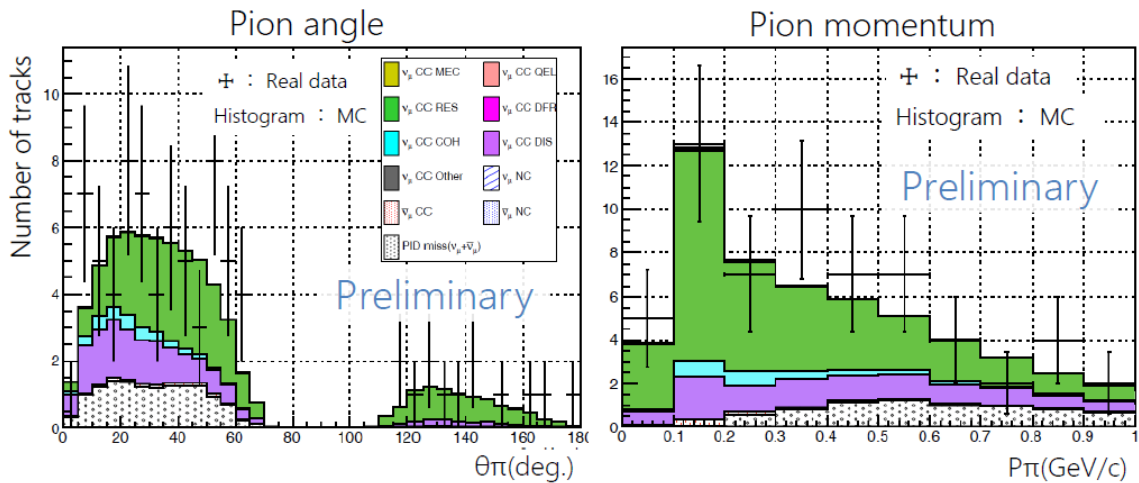 Pion angle
Number of tracks
10
8
6
4
2
0
: Real data
Histogram : MC
νμ CC MEC
νμ CC QEL
νμ CC RES
νμ CC DFR
νμ CC COH
νμ CC DIS
νμ CC Other
νμ NC
ν̄μ CC
ν̄μ NC
PID miss(νμ+ν̄μ)
Preliminary
0 20 40 60 80 100 120 140 160 180
θπ(deg.)
Pion momentum
16
14
12
10
8
6
4
2
0
: Real data
Histogram : MC
Preliminary
0 0.1 0.2 0.3 0.4 0.5 0.6 0.7 0.8 0.9 1
Pπ(GeV/c)